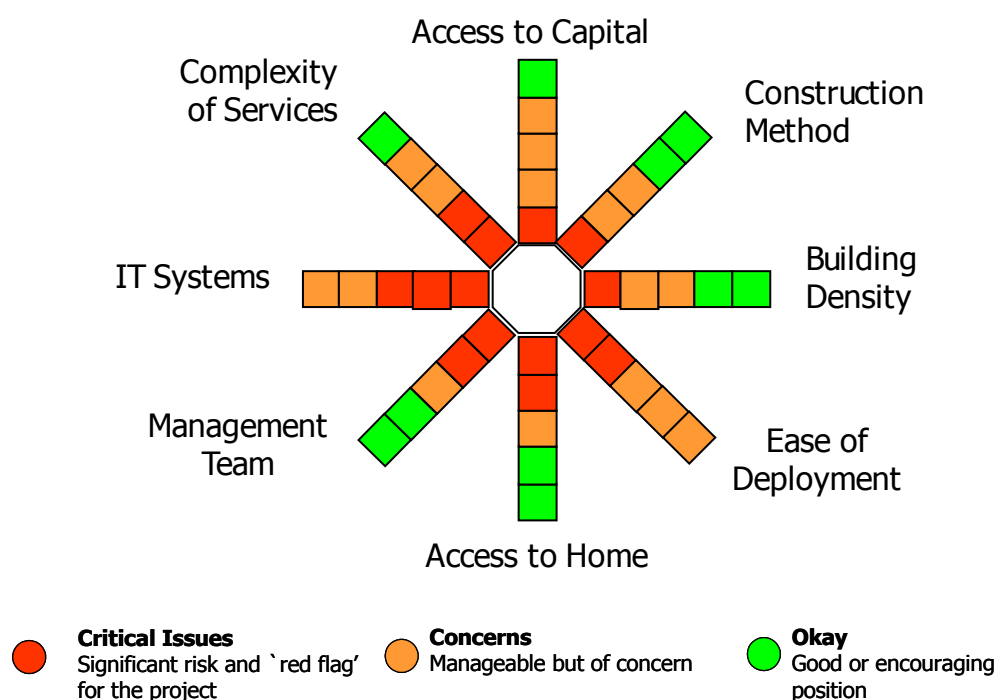 Access to Capital
Complexity
of Services
Construction
Method
IT Systems
Building
Density
Management
Team
Ease of
Deployment
Access to Home
Critical Issues
Significant risk and `red flag’
for the project
Concerns
Manageable but of concern
Okay
Good or encouraging
position